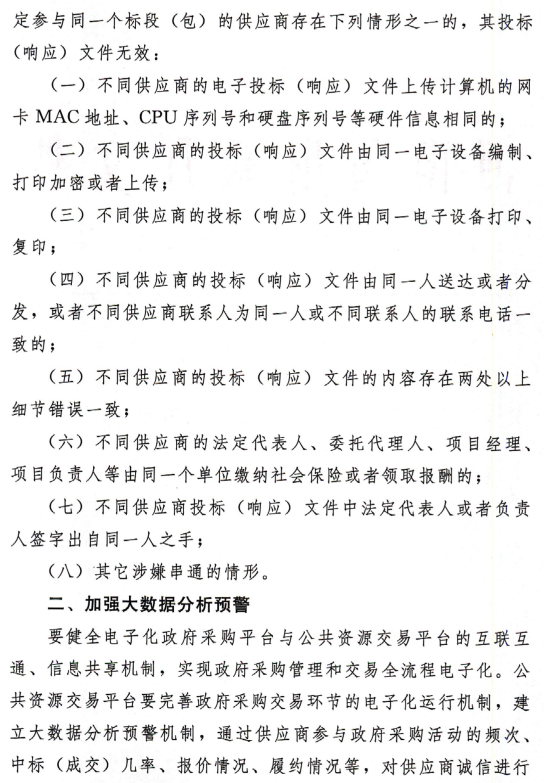 定参与同一个标段（包）的供应商存在下列情形之一的，其投标
（响应）文件无效：
（一）不同供应商的电子投标（响应）文件上传计算机的网
卡 MAC 地址、CPU 序列号和硬盘序列号等硬件信息相同的；
（二）不同供应商的投标（响应）文件由同一电子设备编制、
打印加密或者上传；
（三）不同供应商的投标（响应）文件由同一电子设备打印、
复印；
（四）不同供应商的投标（响应）文件由同一人送达或者分
发，或者不同供应商联系人为同一人或不同联系人的联系电话一
致的；
（五）不同供应商的投标（响应）文件的内容存在两处以上
细节错误一致；
（六）不同供应商的法定代表人、委托代理人、项目经理、
项目负责人等由同一个单位缴纳社会保险或者领取报酬的；
（七）不同供应商投标（响应）文件中法定代表人或者负责
人签字出自同一人之手；
（八）其它涉嫌串通的情形。
二、加强大数据分析预警
要健全电子化政府采购平台与公共资源交易平台的互联互
通、信息共享机制，实现政府采购管理和交易全流程电子化。公
共资源交易平台要完善政府采购交易环节的电子化运行机制，建
立大数据分析预警机制，通过供应商参与政府采购活动的频次、
中标（成交）几率、报价情况、履约情况等，对供应商诚信进行